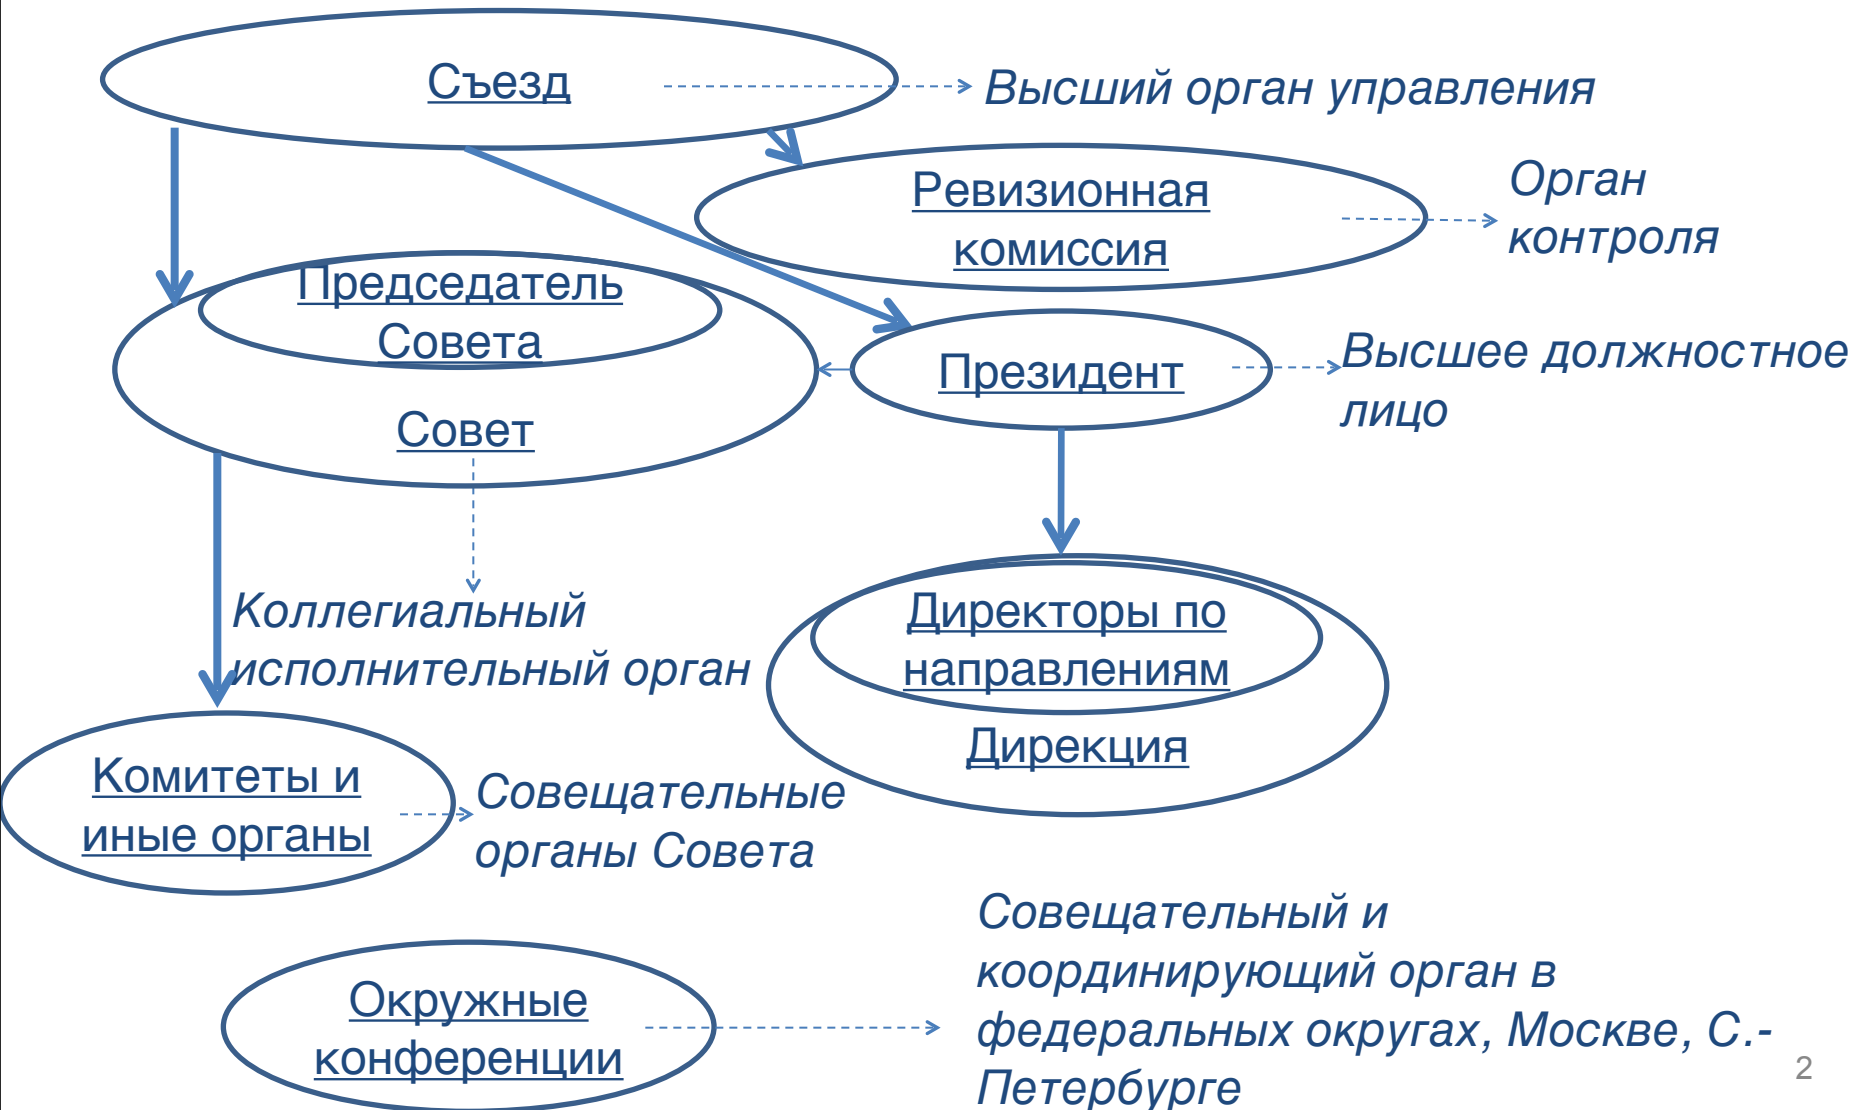 Съезд
Высший орган управления
Ревизионная
комиссия
Орган
контроля
Председатель
Совета
Совет
Президент
Высшее должностное
лицо
Коллегиальный
исполнительный орган
Директоры по
направлениям
Дирекция
Комитеты и
иные органы
Совещательные
органы Совета
Окружные
конференции
Совещательный и
координирующий орган в
федеральных округах, Москве, С.-
Петербурге
2